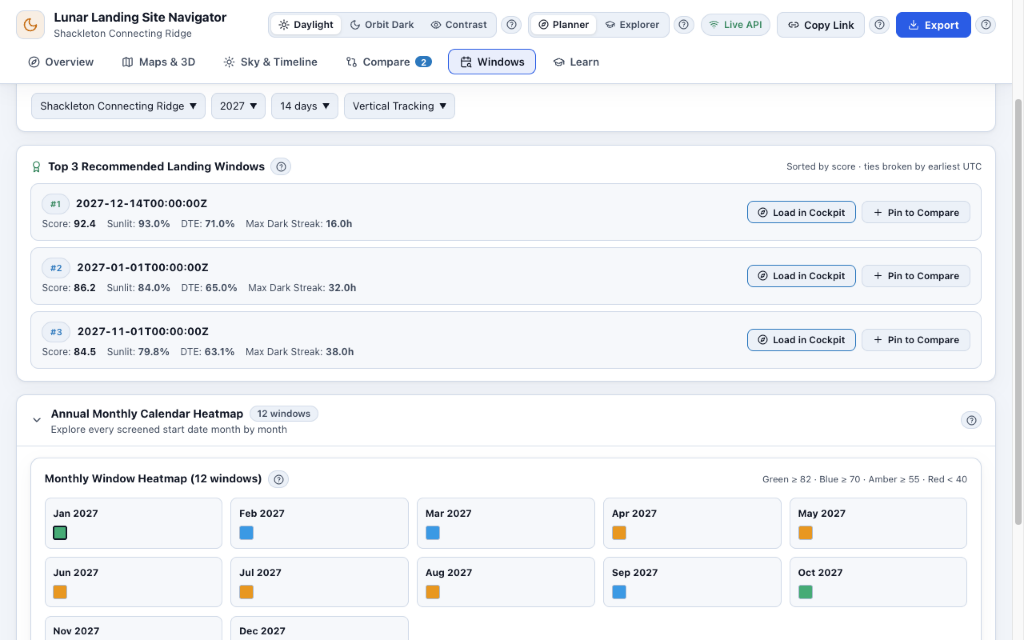 Lunar Landing Site Navigator
Shackleton Connecting Ridge
Daylight Orbit Dark Contrast Planner Explorer Live API Copy Link Export
Overview Maps & 3D Sky & Timeline Compare 2 Windows Learn
Shackleton Connecting Ridge ▼ 2027 ▼ 14 days ▼ Vertical Tracking ▼
Top 3 Recommended Landing Windows
Sorted by score · ties broken by earliest UTC
#1 2027-12-14T00:00:00Z
Score: 92.4 Sunlit: 93.0% DTE: 71.0% Max Dark Streak: 16.0h
Load in Cockpit + Pin to Compare
#2 2027-01-01T00:00:00Z
Score: 86.2 Sunlit: 84.0% DTE: 65.0% Max Dark Streak: 32.0h
Load in Cockpit + Pin to Compare
#3 2027-11-01T00:00:00Z
Score: 84.5 Sunlit: 79.8% DTE: 63.1% Max Dark Streak: 38.0h
Load in Cockpit + Pin to Compare
Annual Monthly Calendar Heatmap 12 windows
Explore every screened start date month by month
Monthly Window Heatmap (12 windows)
Green ≥ 82 · Blue ≥ 70 · Amber ≥ 55 · Red < 40
Jan 2027 Feb 2027 Mar 2027 Apr 2027 May 2027
Jun 2027 Jul 2027 Aug 2027 Sep 2027 Oct 2027
Nov 2027 Dec 2027